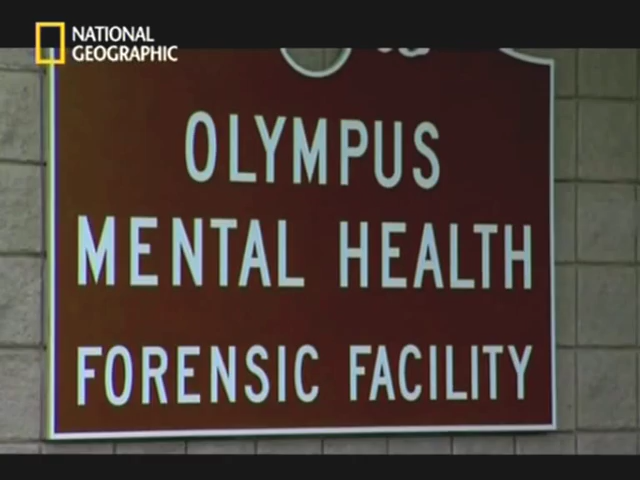 NATIONAL
GEOGRAPHIC
OLYMPUS
MENTAL HEALTH
FORENSIC FACILITY